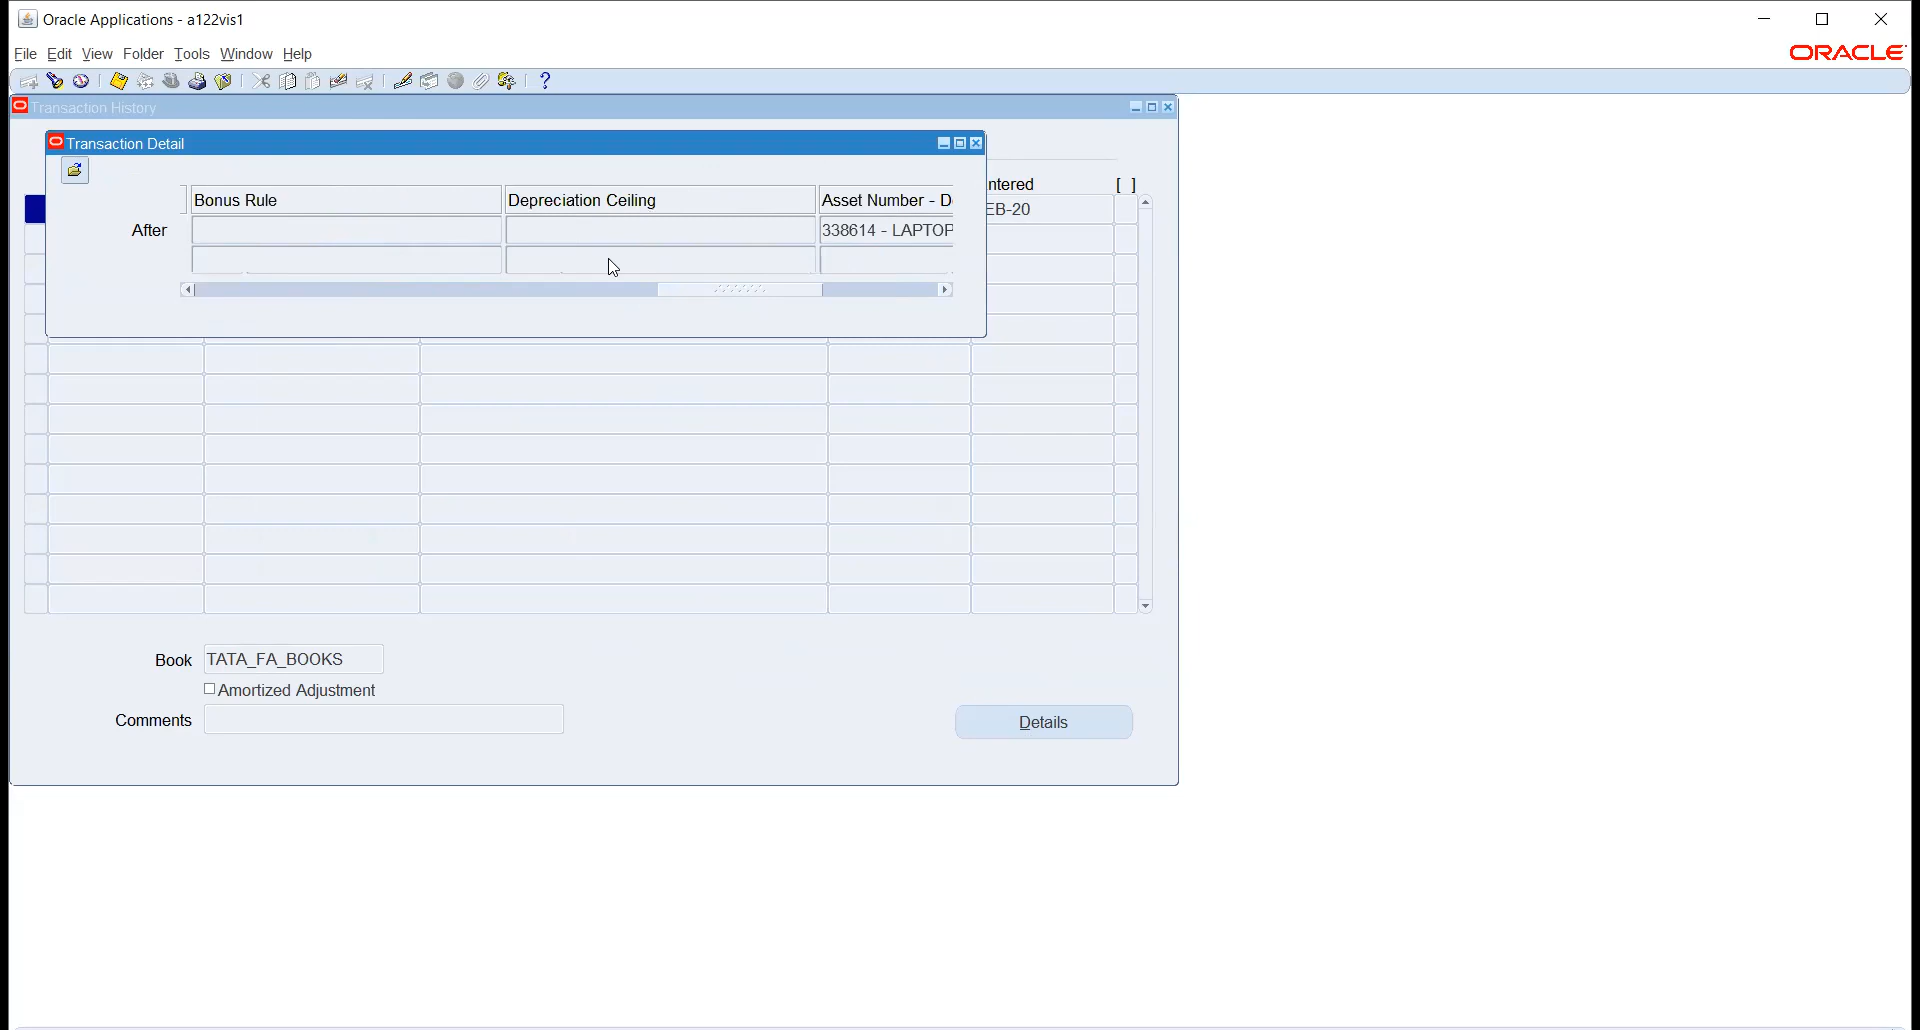 Oracle Applications - a122vis1
File Edit View Folder Tools Window Help
ORACLE
Transaction History
Transaction Detail
Bonus Rule Depreciation Ceiling Asset Number - D
ntered [ ]
After 338614 - LAPTOP
EB-20
Book TATA_FA_BOOKS
Amortized Adjustment
Comments
Details